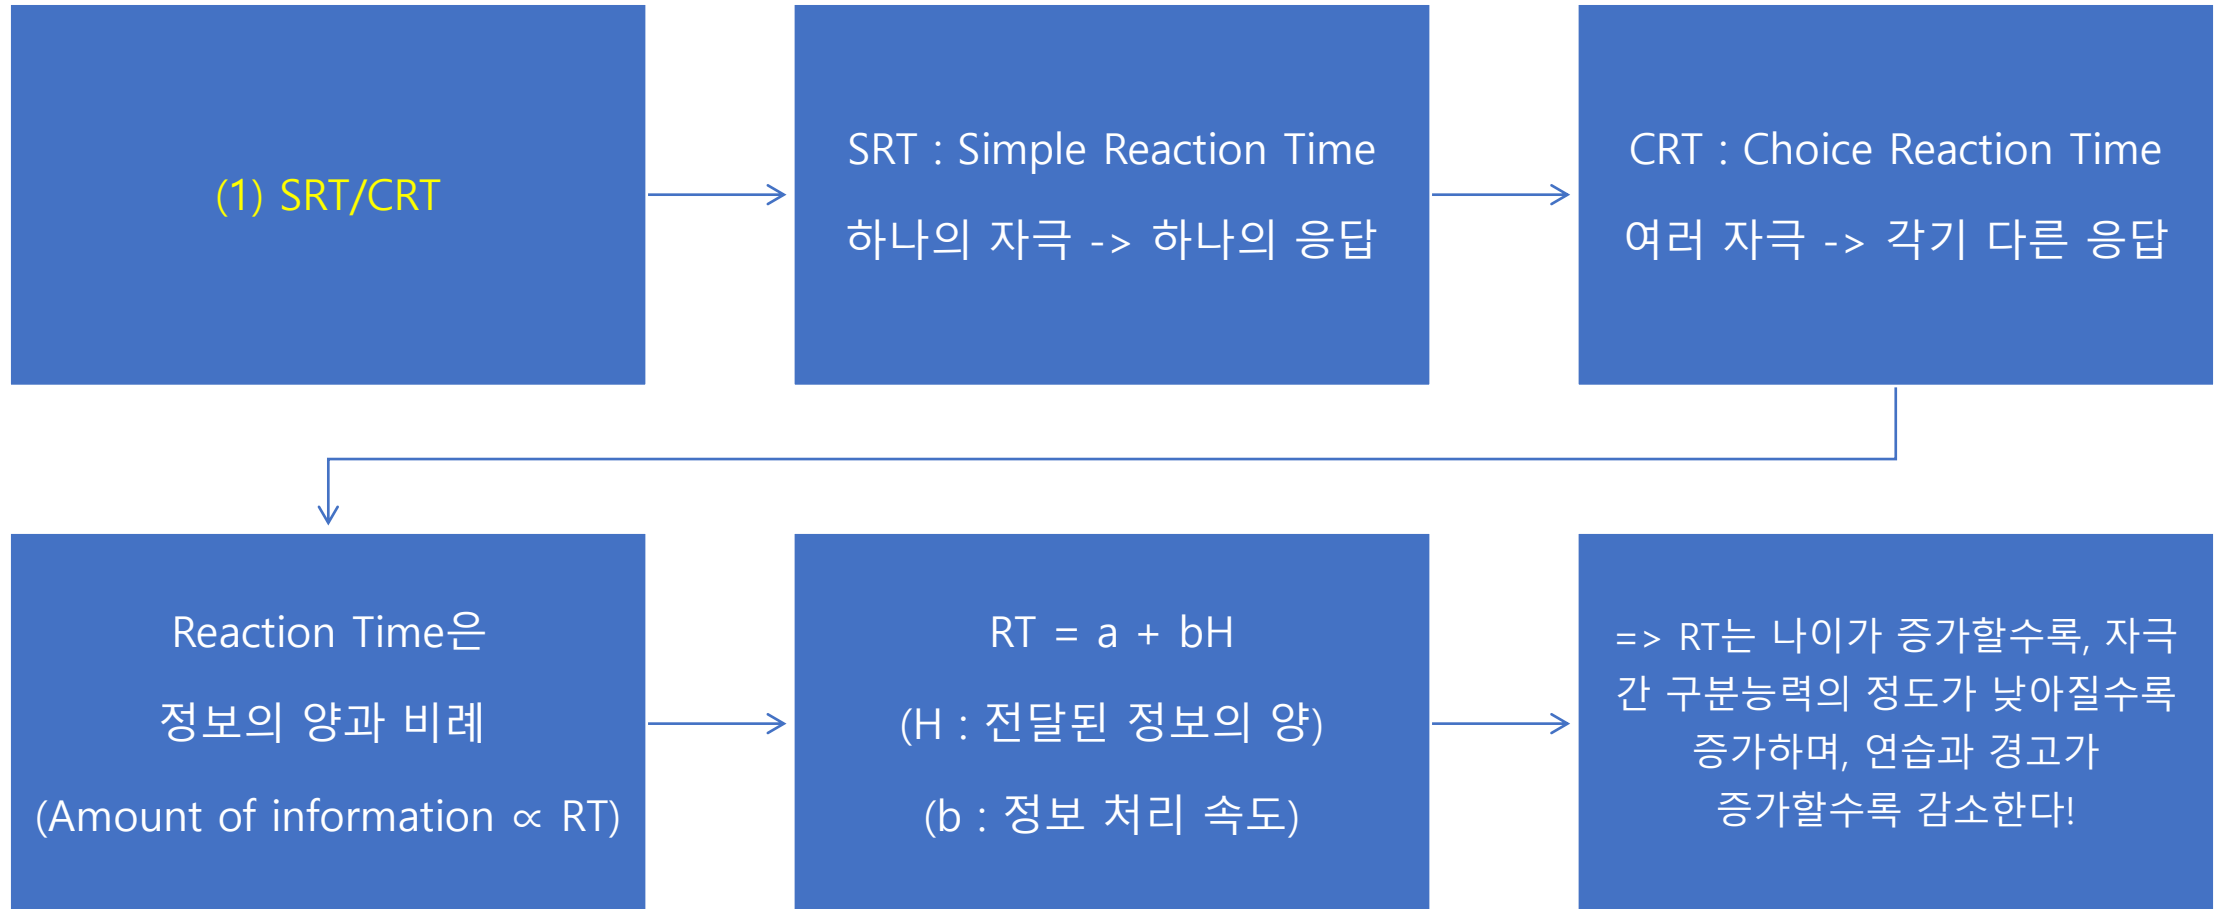 (1) SRT/CRT
SRT : Simple Reaction Time
하나의 자극 -> 하나의 응답
CRT : Choice Reaction Time
여러 자극 -> 각기 다른 응답
Reaction Time은
정보의 양과 비례
(Amount of information ∝ RT)
RT = a + bH
(H : 전달된 정보의 양)
(b : 정보 처리 속도)
=> RT는 나이가 증가할수록, 자극
간 구분능력의 정도가 낮아질수록
증가하며, 연습과 경고가
증가할수록 감소한다!